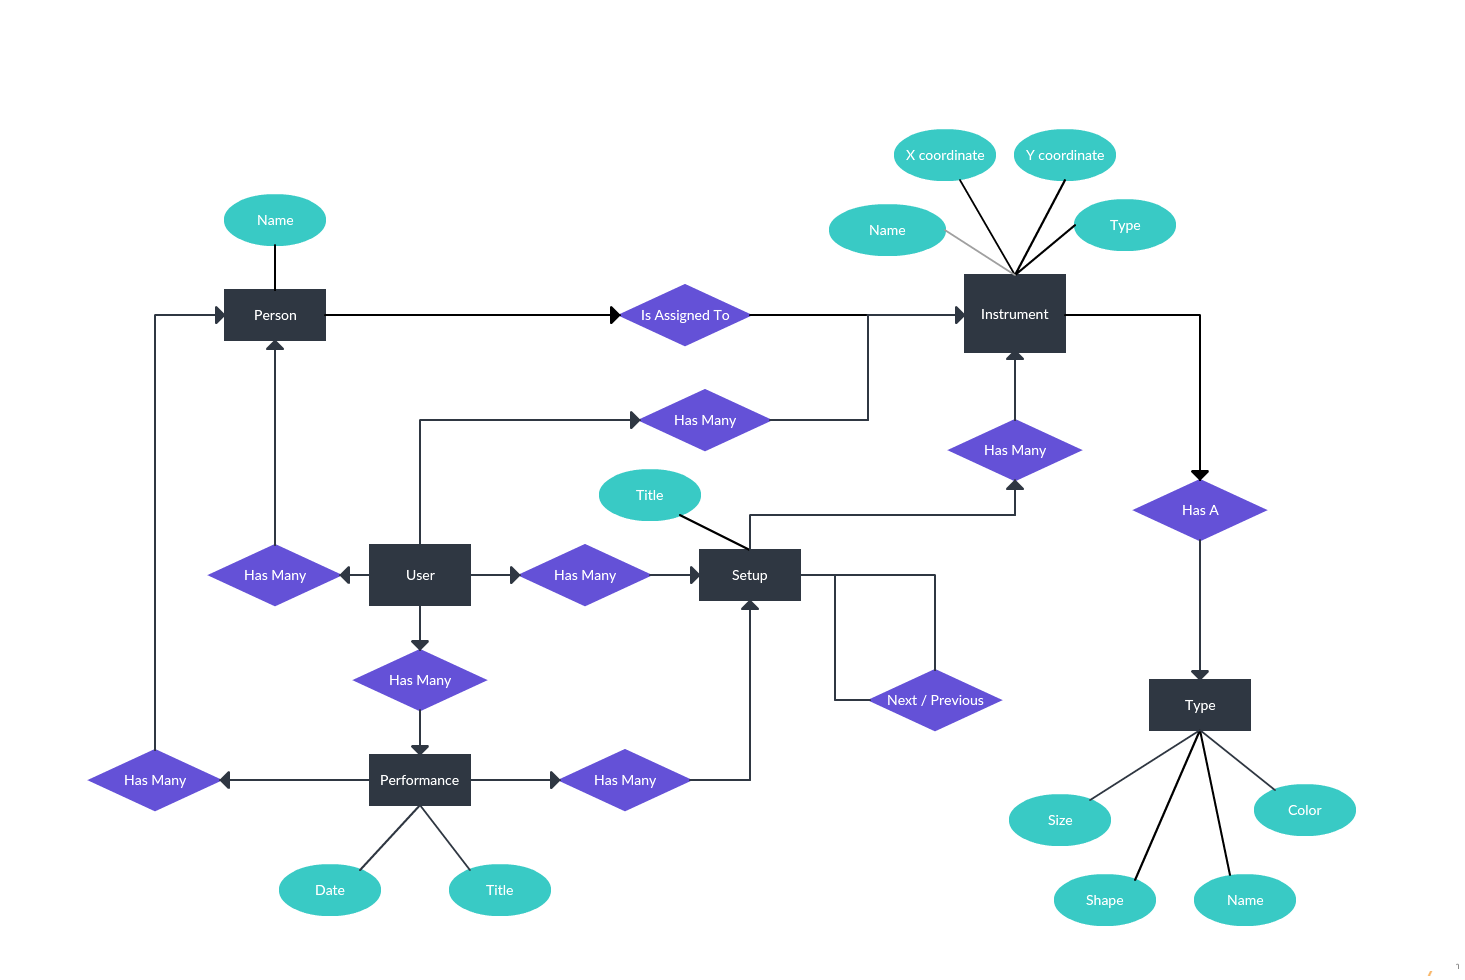 X coordinate
Y coordinate
Name
Type
Name
Person
Is Assigned To
Instrument
Has Many
Has Many
Title
Has A
Has Many
User
Has Many
Setup
Has Many
Next / Previous
Type
Has Many
Performance
Has Many
Size
Color
Date
Title
Shape
Name